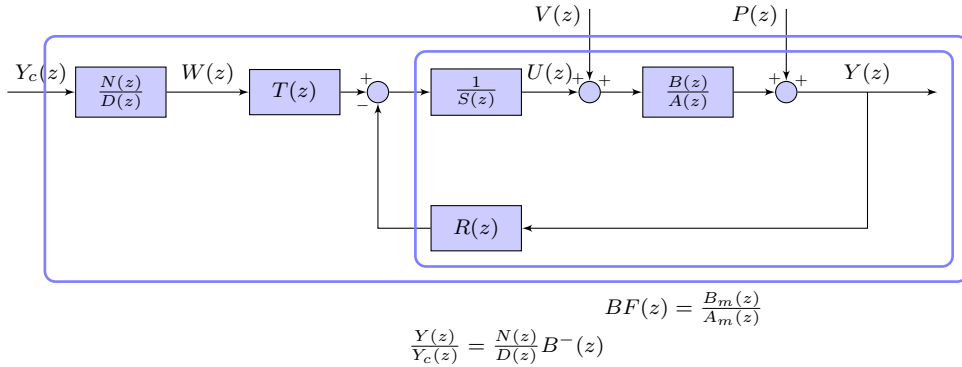 V(z) P(z)
Y_c(z) N(z)/D(z) W(z) T(z) + − 1/S(z) U(z) + + B(z)/A(z) + + Y(z)
R(z)
BF(z) = B_m(z)/A_m(z)
Y(z)/Y_c(z) = N(z)/D(z) B^−(z)